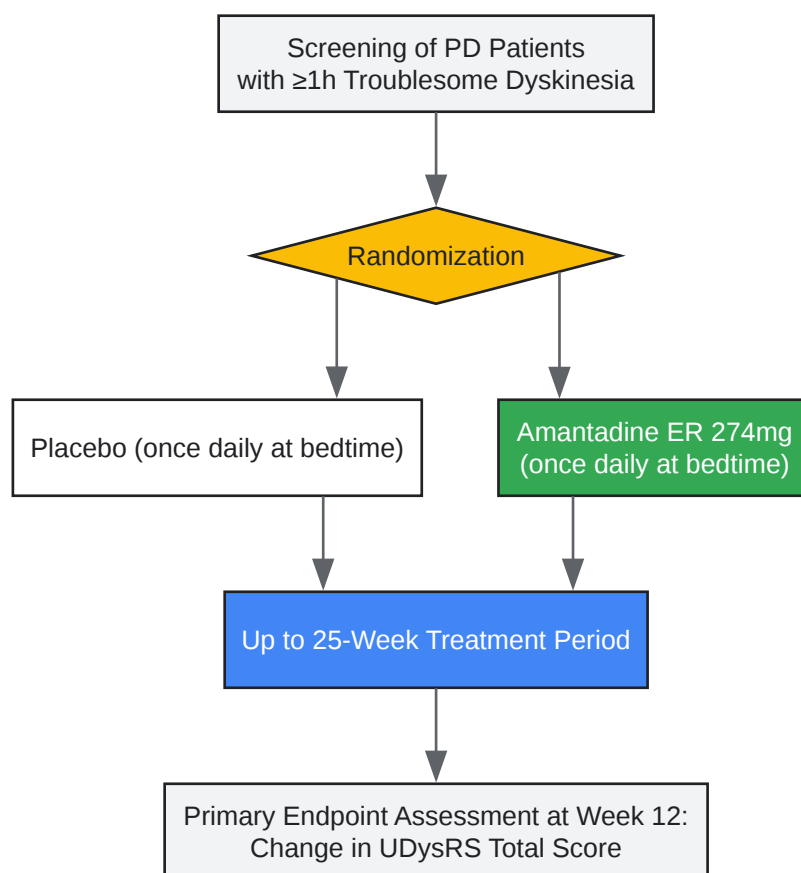 Screening of PD Patients
with ≥1h Troublesome Dyskinesia
Randomization
Placebo (once daily at bedtime)
Amantadine ER 274mg
(once daily at bedtime)
Up to 25-Week Treatment Period
Primary Endpoint Assessment at Week 12:
Change in UDysRS Total Score